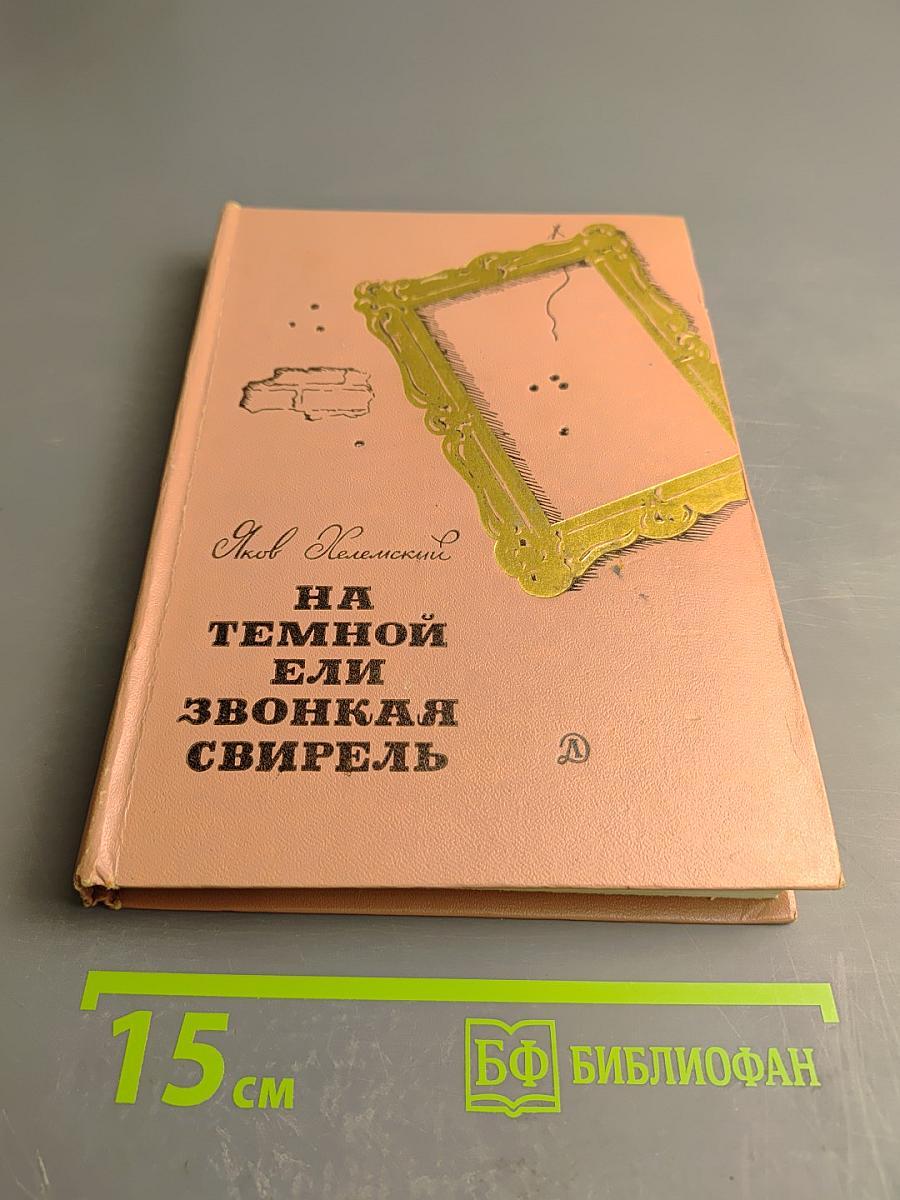 Яков Хелемский
НА
ТЕМНОЙ
ЕЛИ
ЗВОНКАЯ
СВИРЕЛЬ
Д
15 см
БФ БИБЛИОФАН